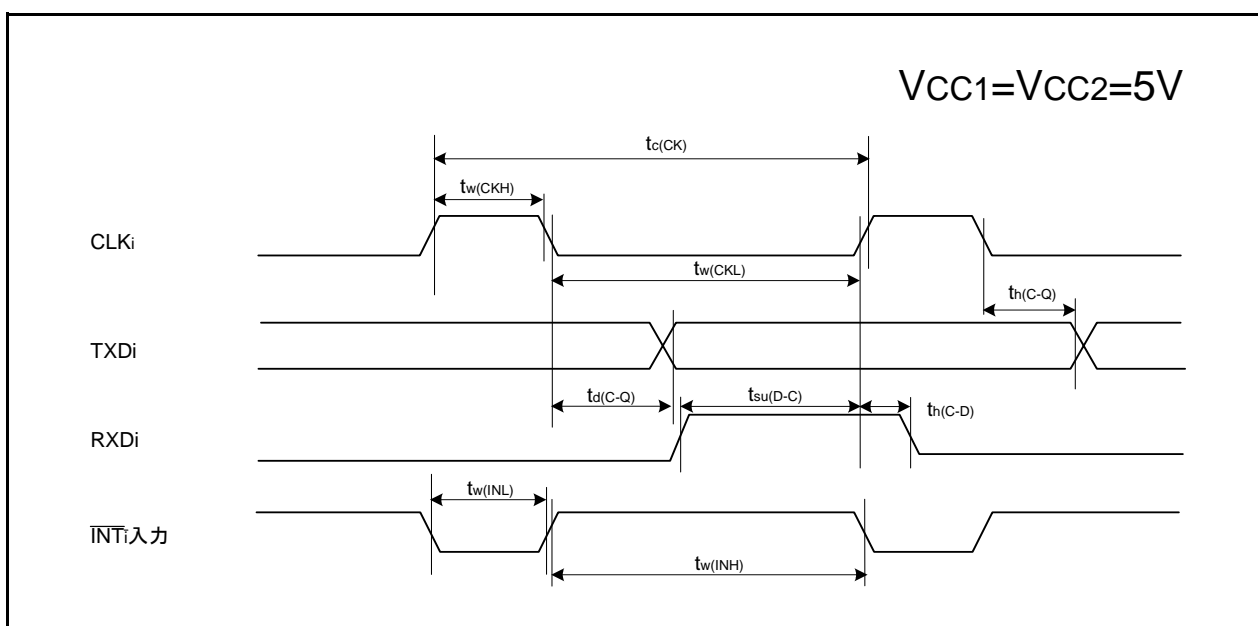 VCC1=VCC2=5V
tc(CK)
tw(CKH)
CLKi
tw(CKL)
th(C-Q)
TXDi
td(C-Q)
tsu(D-C)
th(C-D)
RXDi
tw(INL)
INTi入力
tw(INH)